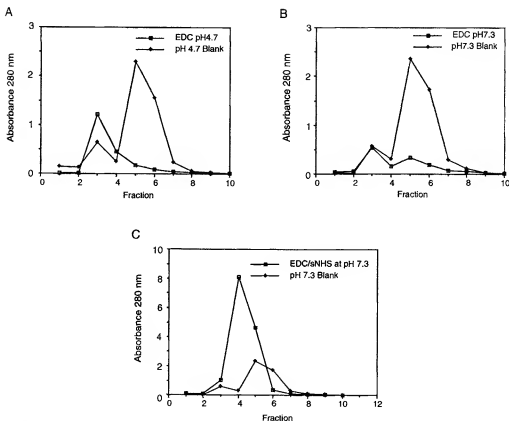 A
EDC pH4.7
pH 4.7 Blank
Absorbance 280 nm
3
2
1
0
0 2 4 6 8 10
Fraction
B
EDC pH7.3
pH7.3 Blank
Absorbance 280 nm
3
2
1
0
0 2 4 6 8 10
Fraction
C
EDC/sNHS at pH 7.3
pH 7.3 Blank
Absorbance 280 nm
10
8
6
4
2
0
0 2 4 6 8 10 12
Fraction